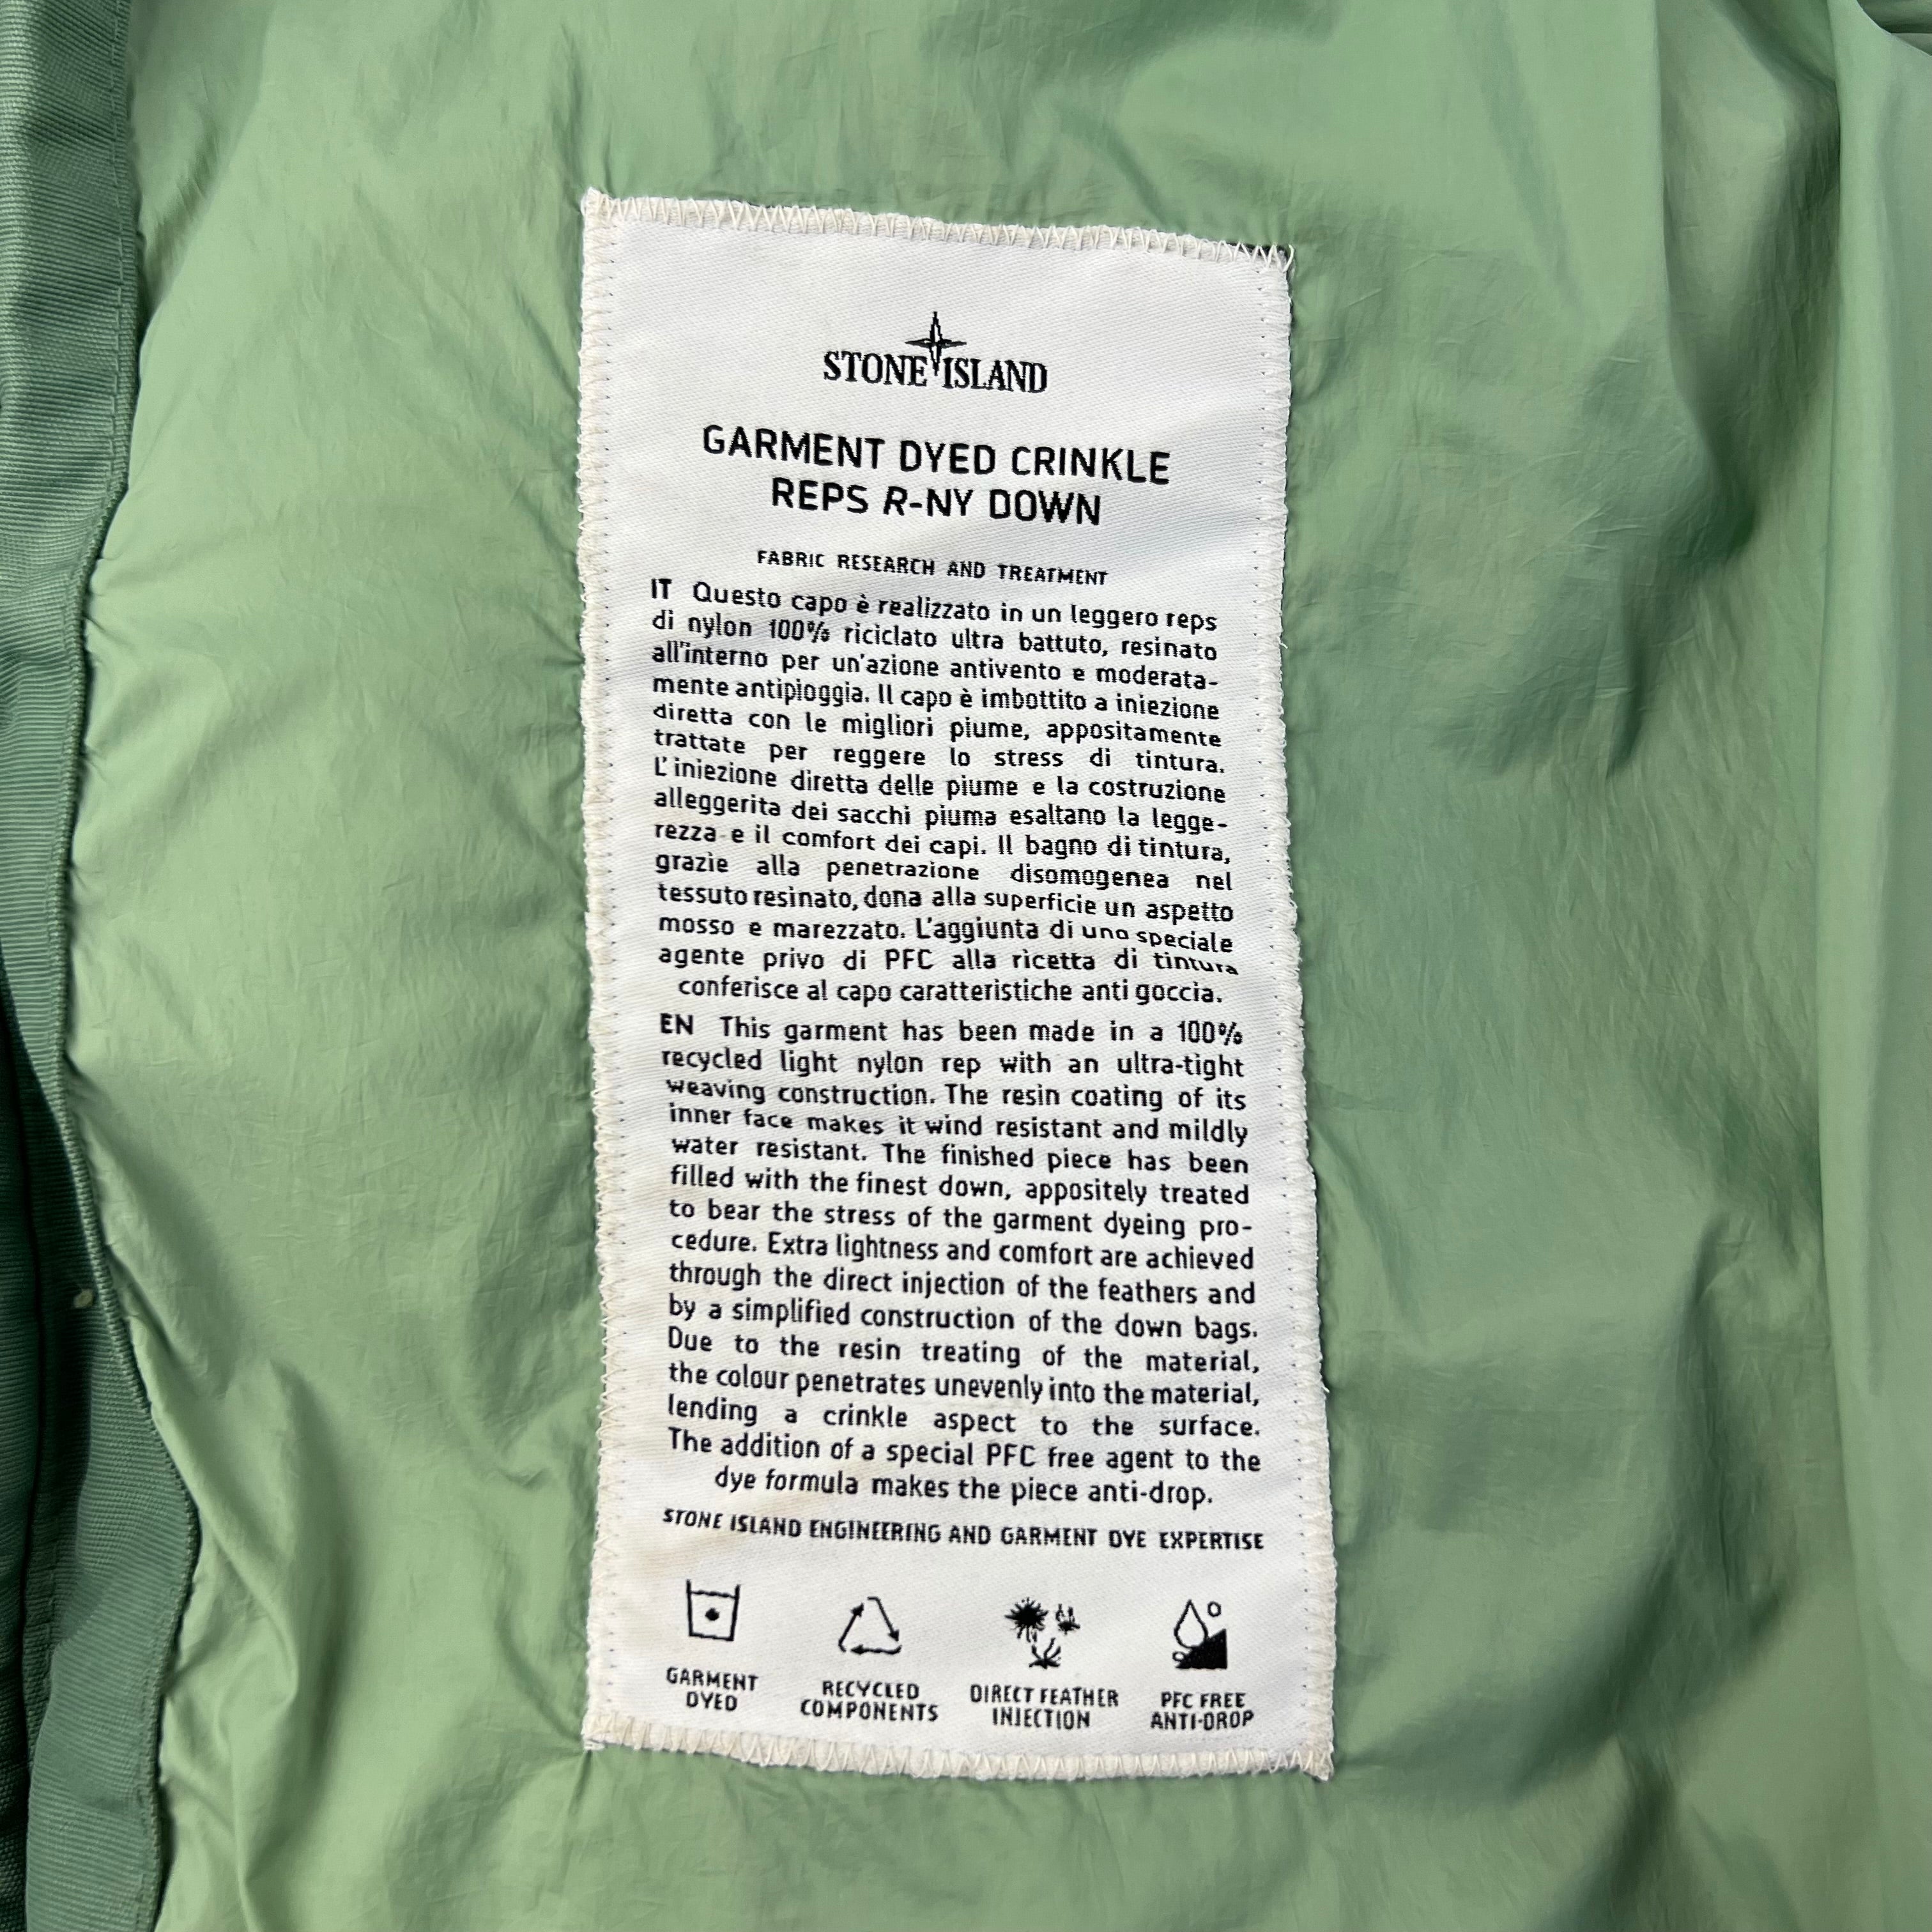 STONE ISLAND
GARMENT DYED CRINKLE
REPS R-NY DOWN
FABRIC RESEARCH AND TREATMENT
IT Questo capo è realizzato in un leggero reps
di nylon 100% riciclato ultra battuto, resinato
all'interno per un'azione antivento e moderata-
mente antipioggia. Il capo è imbottito a iniezione
diretta con le migliori piume, appositamente
trattate per reggere lo stress di tintura.
L'iniezione diretta delle piume e la costruzione
alleggerita dei sacchi piuma esaltano la legge-
rezza e il comfort dei capi. Il bagno di tintura,
grazie alla penetrazione disomogenea nel
tessuto resinato, dona alla superficie un aspetto
mosso e marezzato. L'aggiunta di uno speciale
agente privo di PFC alla ricetta di tintura
conferisce al capo caratteristiche anti goccia.
EN This garment has been made in a 100%
recycled light nylon rep with an ultra-tight
weaving construction. The resin coating of its
inner face makes it wind resistant and mildly
water resistant. The finished piece has been
filled with the finest down, appositely treated
to bear the stress of the garment dyeing pro-
cedure. Extra lightness and comfort are achieved
through the direct injection of the feathers and
by a simplified construction of the down bags.
Due to the resin treating of the material,
the colour penetrates unevenly into the material,
lending a crinkle aspect to the surface.
The addition of a special PFC free agent to the
dye formula makes the piece anti-drop.
STONE ISLAND ENGINEERING AND GARMENT DYE EXPERTISE
GARMENT
DYED
RECYCLED
COMPONENTS
DIRECT FEATHER
INJECTION
PFC FREE
ANTI-DROP